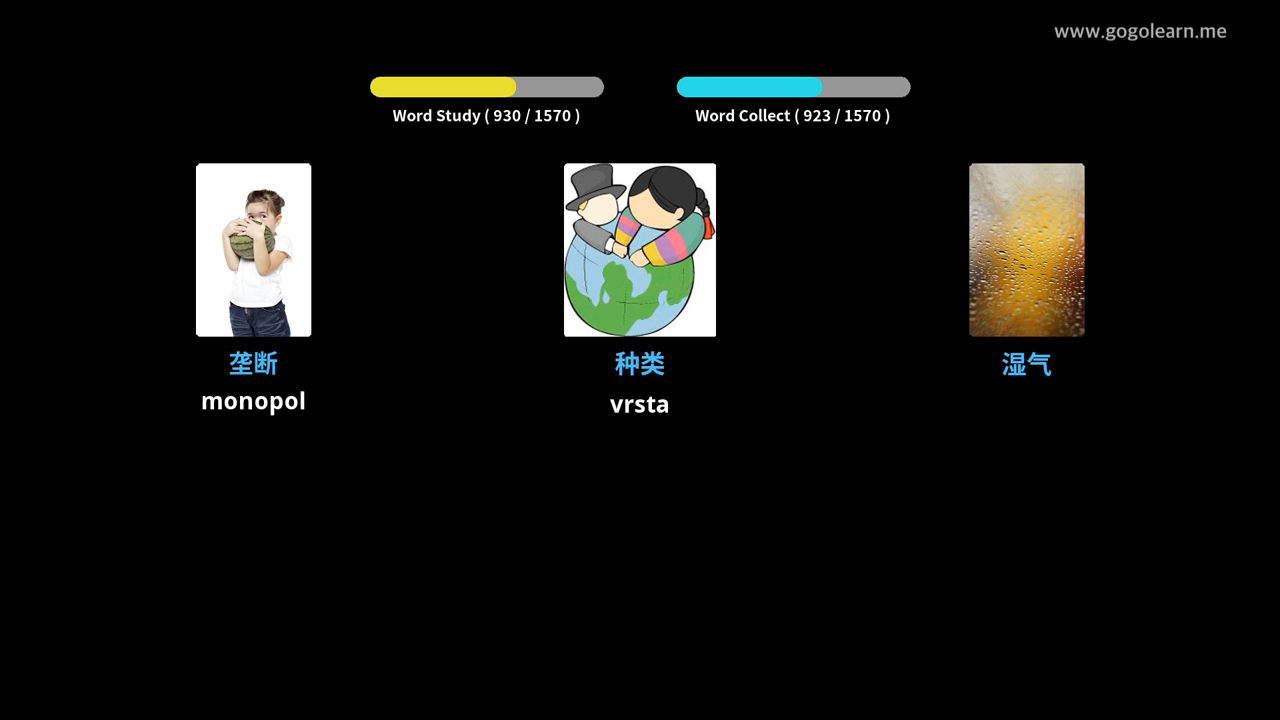 www.gogolearn.me
Word Study ( 930 / 1570 )
Word Collect ( 923 / 1570 )
垄断
种类
湿气
monopol
vrsta